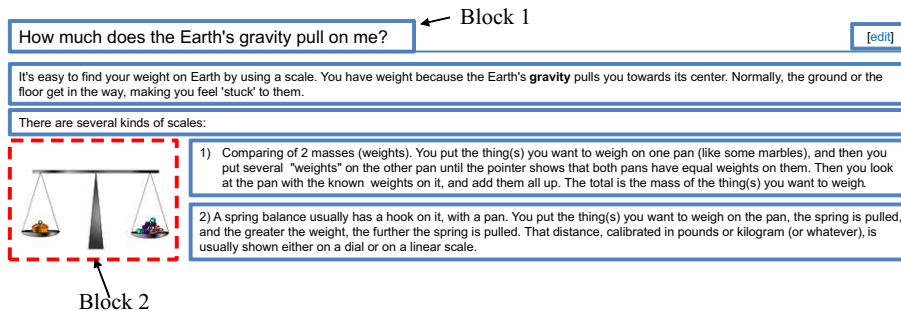 Block 1
How much does the Earth's gravity pull on me?
[edit]
It's easy to find your weight on Earth by using a scale. You have weight because the Earth's gravity pulls you towards its center. Normally, the ground or the
floor get in the way, making you feel 'stuck' to them.
There are several kinds of scales:
1) Comparing of 2 masses (weights). You put the thing(s) you want to weigh on one pan (like some marbles), and then you
put several "weights" on the other pan until the pointer shows that both pans have equal weights on them. Then you look
at the pan with the known weights on it, and add them all up. The total is the mass of the thing(s) you want to weigh.
2) A spring balance usually has a hook on it, with a pan. You put the thing(s) you want to weigh on the pan, the spring is pulled,
and the greater the weight, the further the spring is pulled. That distance, calibrated in pounds or kilogram (or whatever), is
usually shown either on a dial or on a linear scale.
Block 2